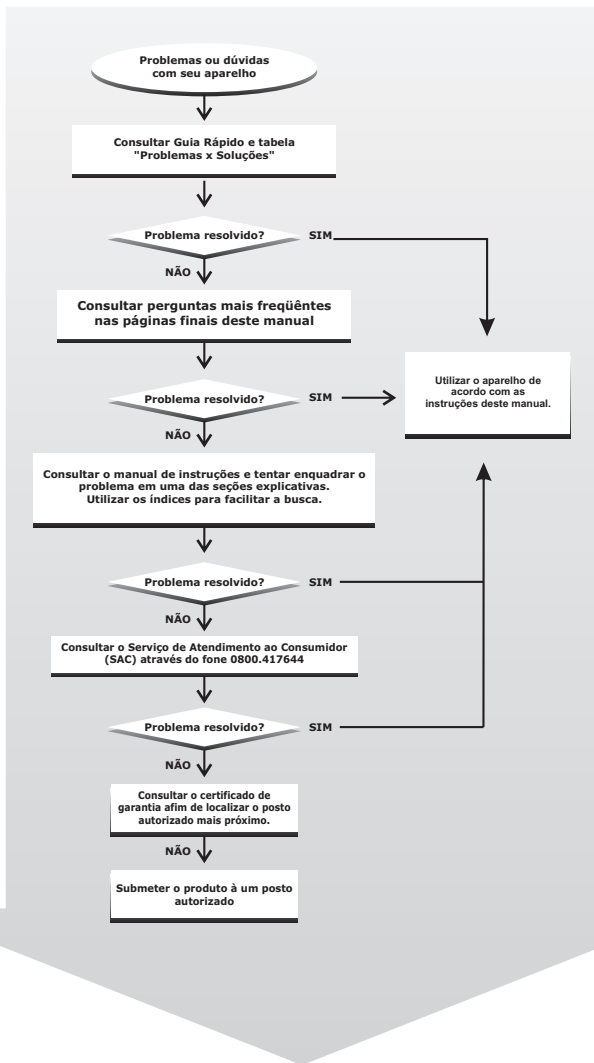 Problemas ou dúvidas
com seu aparelho
Consultar Guia Rápido e tabela
"Problemas x Soluções"
Problema resolvido?
SIM
NÃO
Consultar perguntas mais freqüêntes
nas páginas finais deste manual
Utilizar o aparelho de
acordo com as
instruções deste manual.
Problema resolvido?
SIM
NÃO
Consultar o manual de instruções e tentar enquadrar o
problema em uma das seções explicativas.
Utilizar os índices para facilitar a busca.
Problema resolvido?
SIM
NÃO
Consultar o Serviço de Atendimento ao Consumidor
(SAC) através do fone 0800.417644
Problema resolvido?
SIM
NÃO
Consultar o certificado de
garantia afim de localizar o posto
autorizado mais próximo.
NÃO
Submeter o produto à um posto
autorizado